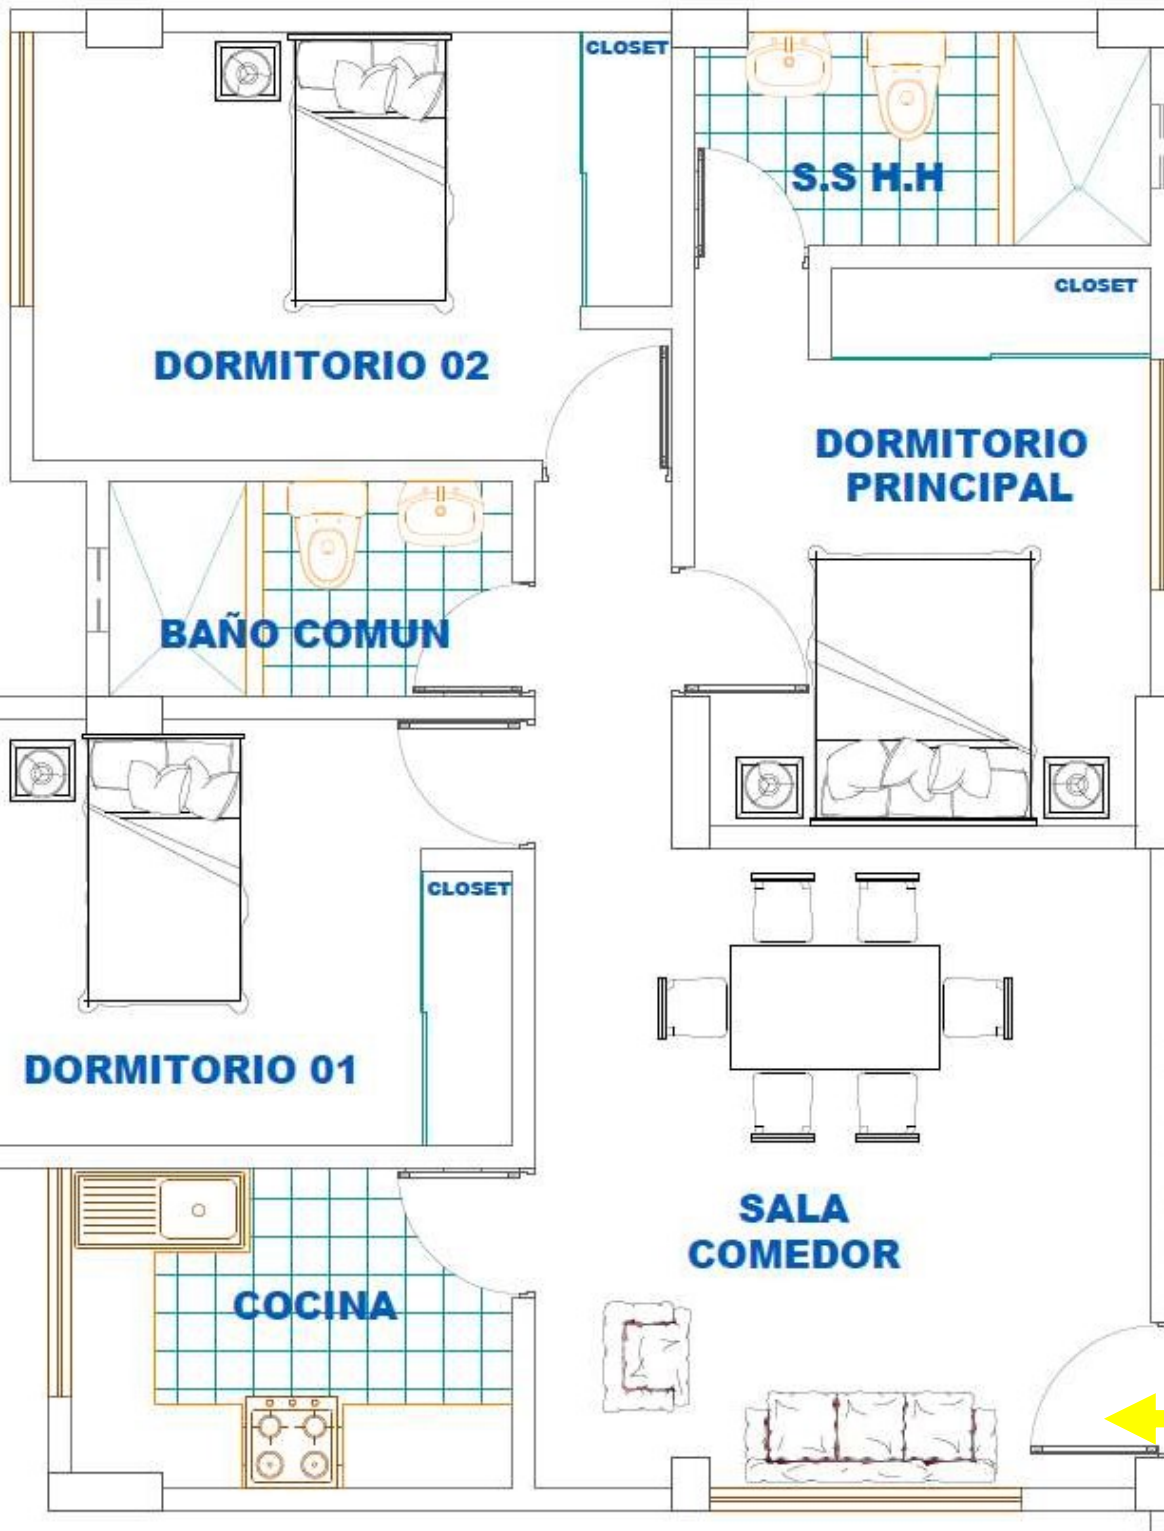 CLOSET
S.S H.H
CLOSET
DORMITORIO 02
DORMITORIO
PRINCIPAL
BAÑO COMUN
CLOSET
DORMITORIO 01
SALA
COMEDOR
COCINA